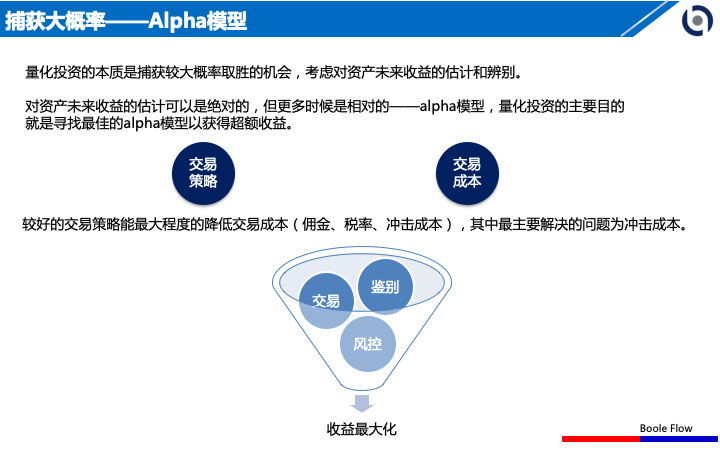 捕获大概率——Alpha模型
量化投资的本质是捕获较大概率取胜的机会，考虑对资产未来收益的估计和辨别。
对资产未来收益的估计可以是绝对的，但更多时候是相对的——alpha模型，量化投资的主要目的
就是寻找最佳的alpha模型以获得超额收益。
交易
策略
交易
成本
较好的交易策略能最大程度的降低交易成本（佣金、税率、冲击成本），其中最主要解决的问题为冲击成本。
交易
鉴别
风控
收益最大化
Boole Flow